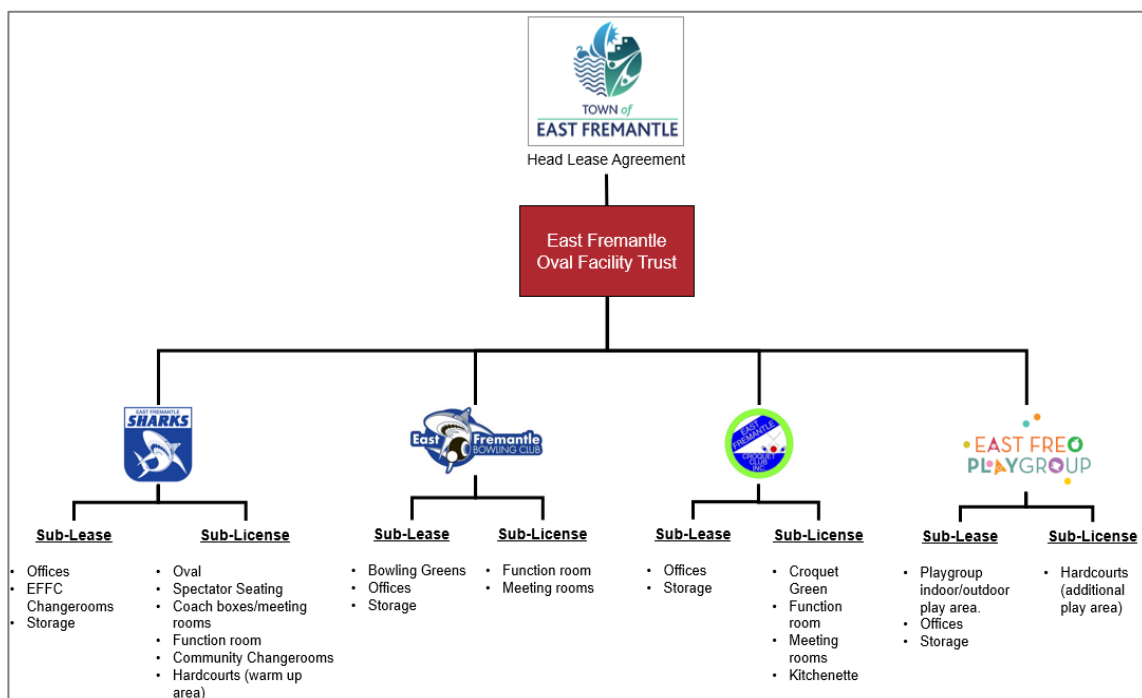 TOWN of
EAST FREMANTLE
Head Lease Agreement
East Fremantle
Oval Facility Trust
EAST FREMANTLE
SHARKS
East Fremantle
BOWLING CLUB
EAST
FREMANTLE
CROQUET
CLUB
INC
EAST FREO
PLAYGROUP
Sub-Lease
• Offices
• EFFC
Changerooms
• Storage
Sub-License
• Oval
• Spectator Seating
• Coach boxes/meeting
rooms
• Function room
• Community Changerooms
• Hardcourts (warm up
area)
Sub-Lease
• Bowling Greens
• Offices
• Storage
Sub-License
• Function room
• Meeting rooms
Sub-Lease
• Offices
• Storage
Sub-License
• Croquet
Green
• Function
room
• Meeting
rooms
• Kitchenette
Sub-Lease
• Playgroup
indoor/outdoor
play area.
• Offices
• Storage
Sub-License
• Hardcourts
(additional
play area)